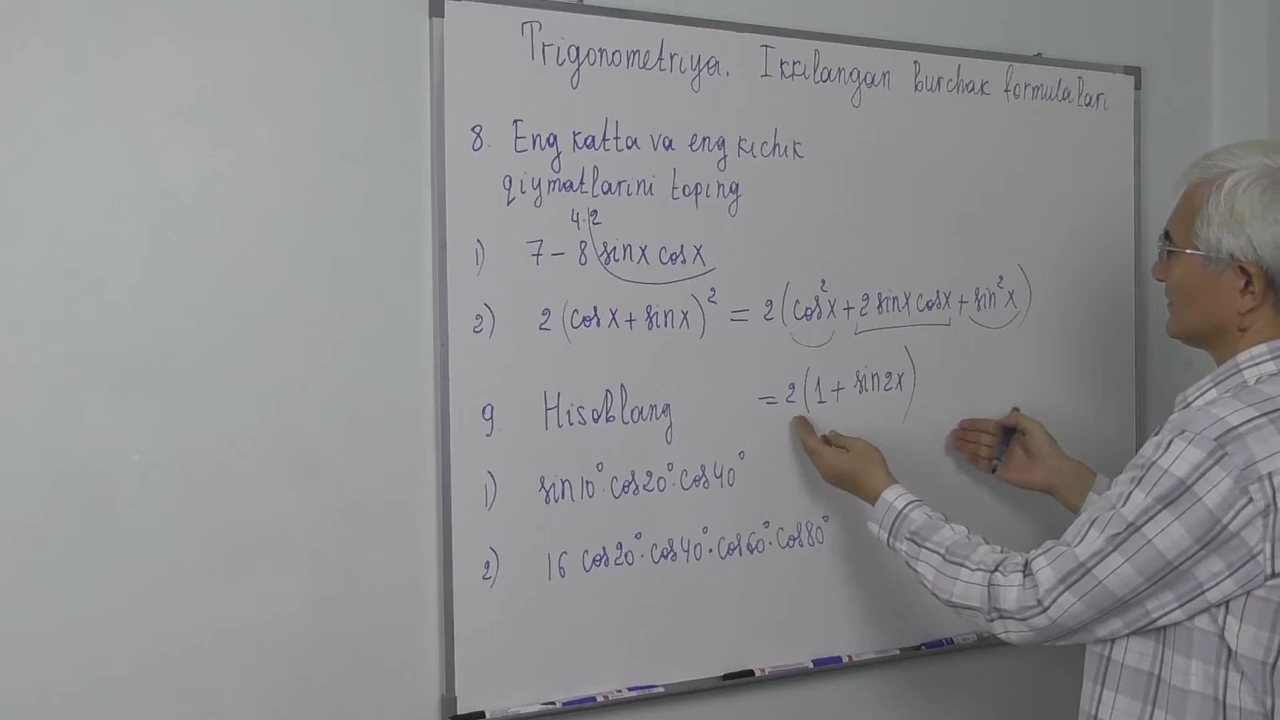 Trigonometriya. Ikkilangan burchak formulalari
8. Eng katta va eng kichik
qiymatlarini toping
4·2
1) 7 - 8 sinx cosx
2) 2(cosx + sinx)² = 2(cos²x + 2 sinx cosx + sin²x)
= 2(1 + sin2x)
9 Hisoblang
1) sin10°·cos20°·cos40°
2) 16 cos20°·cos40°·cos60°·cos80°